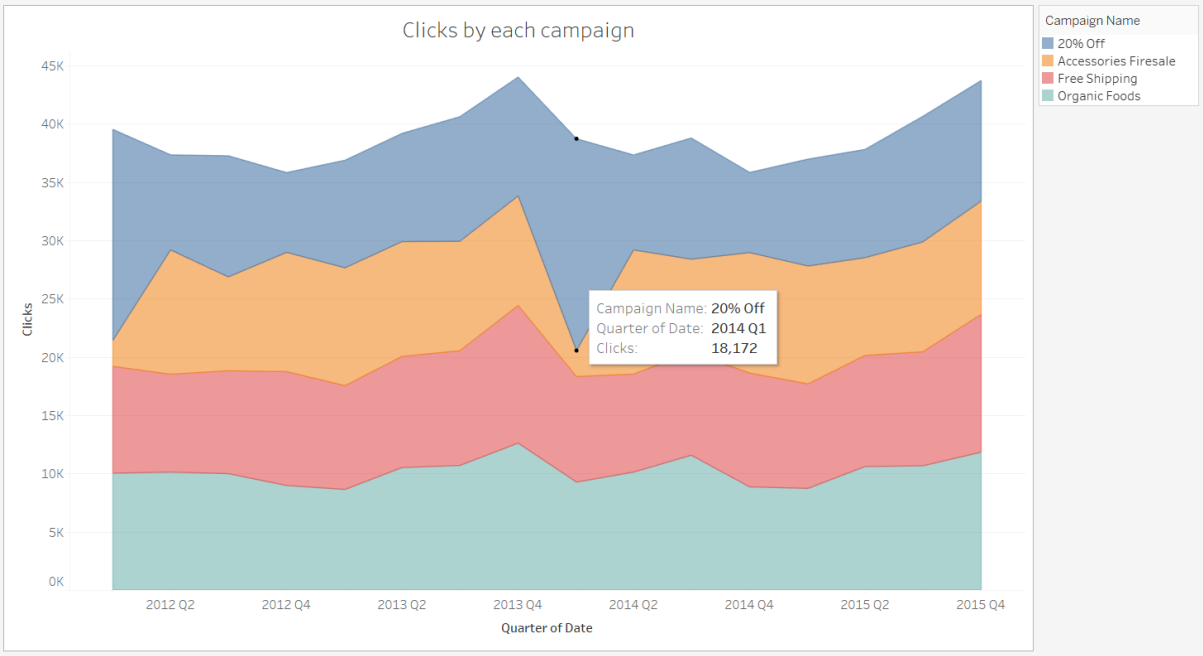 Clicks by each campaign
Campaign Name
20% Off
Accessories Firesale
Free Shipping
Organic Foods
45K
40K
35K
30K
25K
20K
15K
10K
5K
0K
Clicks
Campaign Name: 20% Off
Quarter of Date: 2014 Q1
Clicks: 18,172
2012 Q2 2012 Q4 2013 Q2 2013 Q4 2014 Q2 2014 Q4 2015 Q2 2015 Q4
Quarter of Date